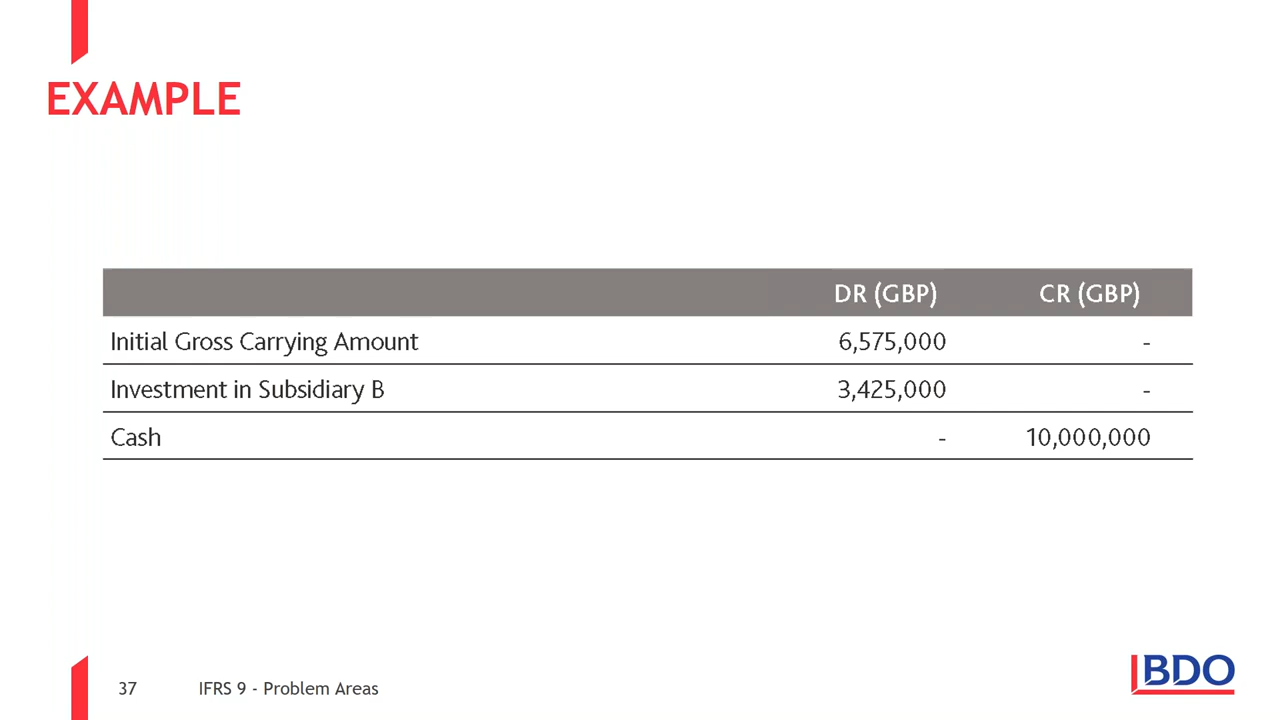 EXAMPLE
DR (GBP) CR (GBP)
Initial Gross Carrying Amount 6,575,000 -
Investment in Subsidiary B 3,425,000 -
Cash - 10,000,000
37 IFRS 9 - Problem Areas
BDO